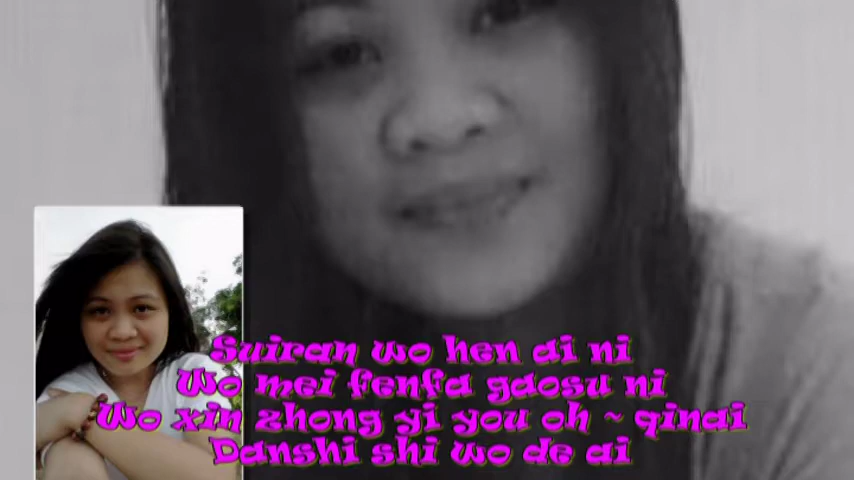 Suiran wo hen ai ni
Wo mei fenfa gaosu ni
Wo xin zhong yi you oh ~ qinai
Danshi shi wo de ai